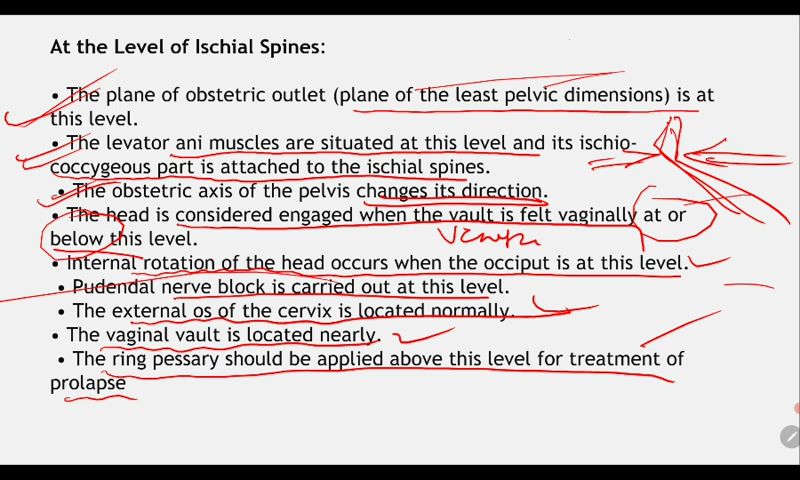 At the Level of Ischial Spines:
• The plane of obstetric outlet (plane of the least pelvic dimensions) is at
this level.
• The levator ani muscles are situated at this level and its ischio-
coccygeous part is attached to the ischial spines.
• The obstetric axis of the pelvis changes its direction.
• The head is considered engaged when the vault is felt vaginally at or
below this level.
• Internal rotation of the head occurs when the occiput is at this level.
• Pudendal nerve block is carried out at this level.
• The external os of the cervix is located normally.
• The vaginal vault is located nearly.
• The ring pessary should be applied above this level for treatment of
prolapse